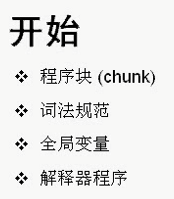 开始
❖ 程序块 (chunk)
❖ 词法规范
❖ 全局变量
❖ 解释器程序